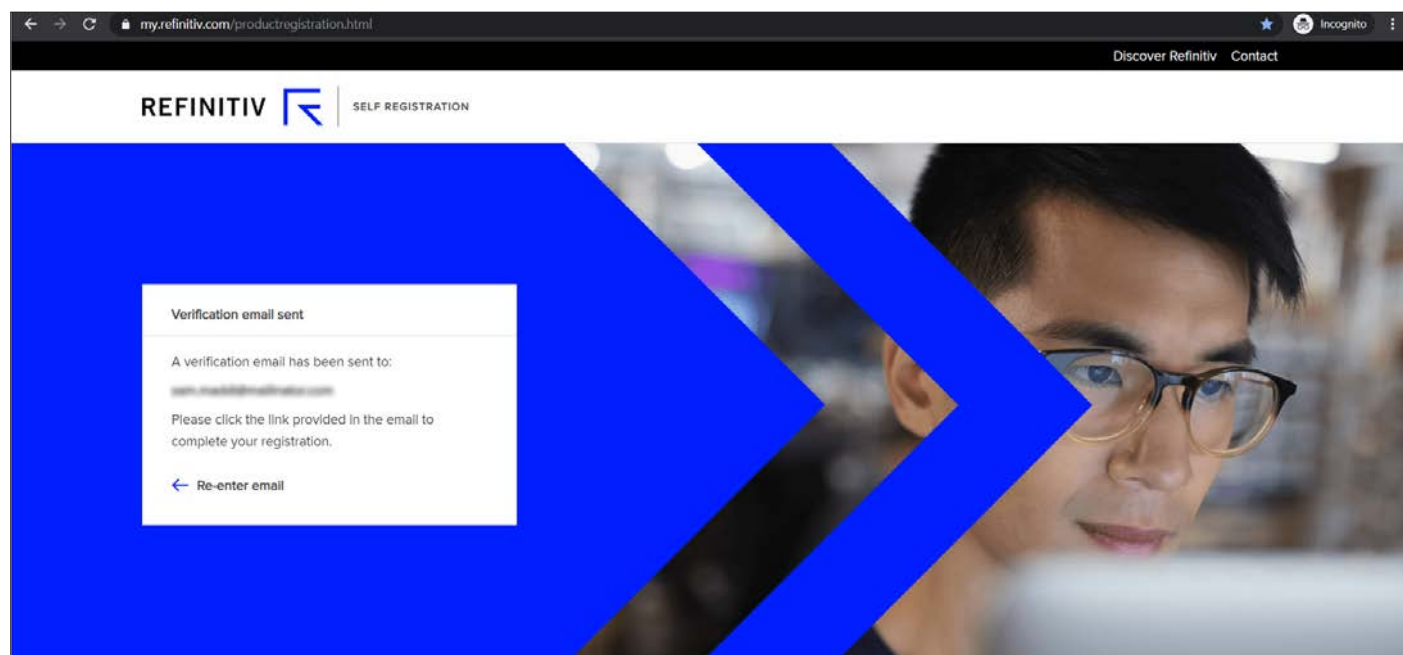 my.refinitiv.com/productregistration.html
Incognito
Discover Refinitiv Contact
REFINITIV
SELF REGISTRATION
Verification email sent
A verification email has been sent to:
Please click the link provided in the email to
complete your registration.
← Re-enter email